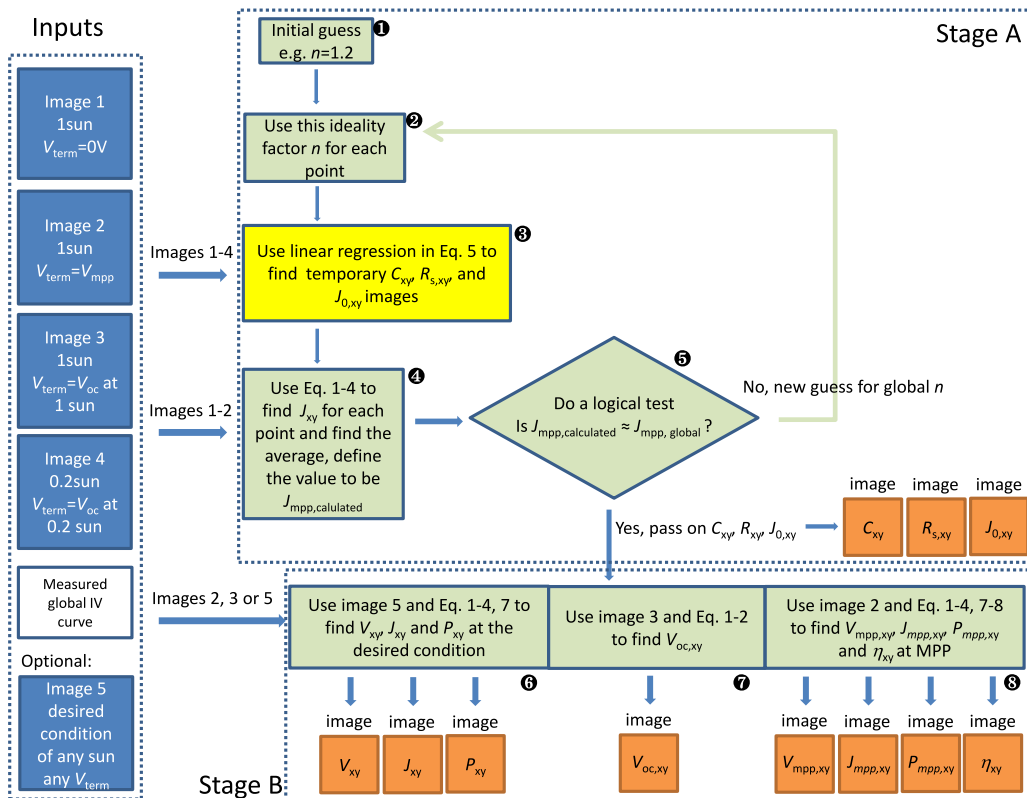 Inputs
Image 1
1sun
Vterm=0V
Image 2
1sun
Vterm=Vmpp
Image 3
1sun
Vterm=Voc at
1 sun
Image 4
0.2sun
Vterm=Voc at
0.2 sun
Measured
global IV
curve
Optional:
Image 5
desired
condition
of any sun
any Vterm
Images 1-4
Images 1-2
Images 2, 3 or 5
Stage A
Initial guess
e.g. n=1.2
❶
Use this ideality
factor n for each
point
❷
Use linear regression in Eq. 5 to
find temporary Cxy, Rs,xy, and
J0,xy images
❸
Use Eq. 1-4 to
find Jxy for each
point and find the
average, define
the value to be
Jmpp,calulated
❹
Do a logical test
Is Jmpp,calculated ≈ Jmpp, global ?
❺
No, new guess for global n
Yes, pass on Cxy, Rxy, J0,xy
image
image
image
Cxy
Rs,xy
J0,xy
Stage B
Use image 5 and Eq. 1-4, 7 to
find Vxy, Jxy and Pxy at the
desired condition
❻
Use image 3 and Eq. 1-2
to find Voc,xy
❼
Use image 2 and Eq. 1-4, 7-8
to find Vmpp,xy, Jmpp,xy, Pmpp,xy
and ηxy at MPP
❽
image
image
image
image
image
image
image
image
Vxy
Jxy
Pxy
Voc,xy
Vmpp,xy
Jmpp,xy
Pmpp,xy
ηxy